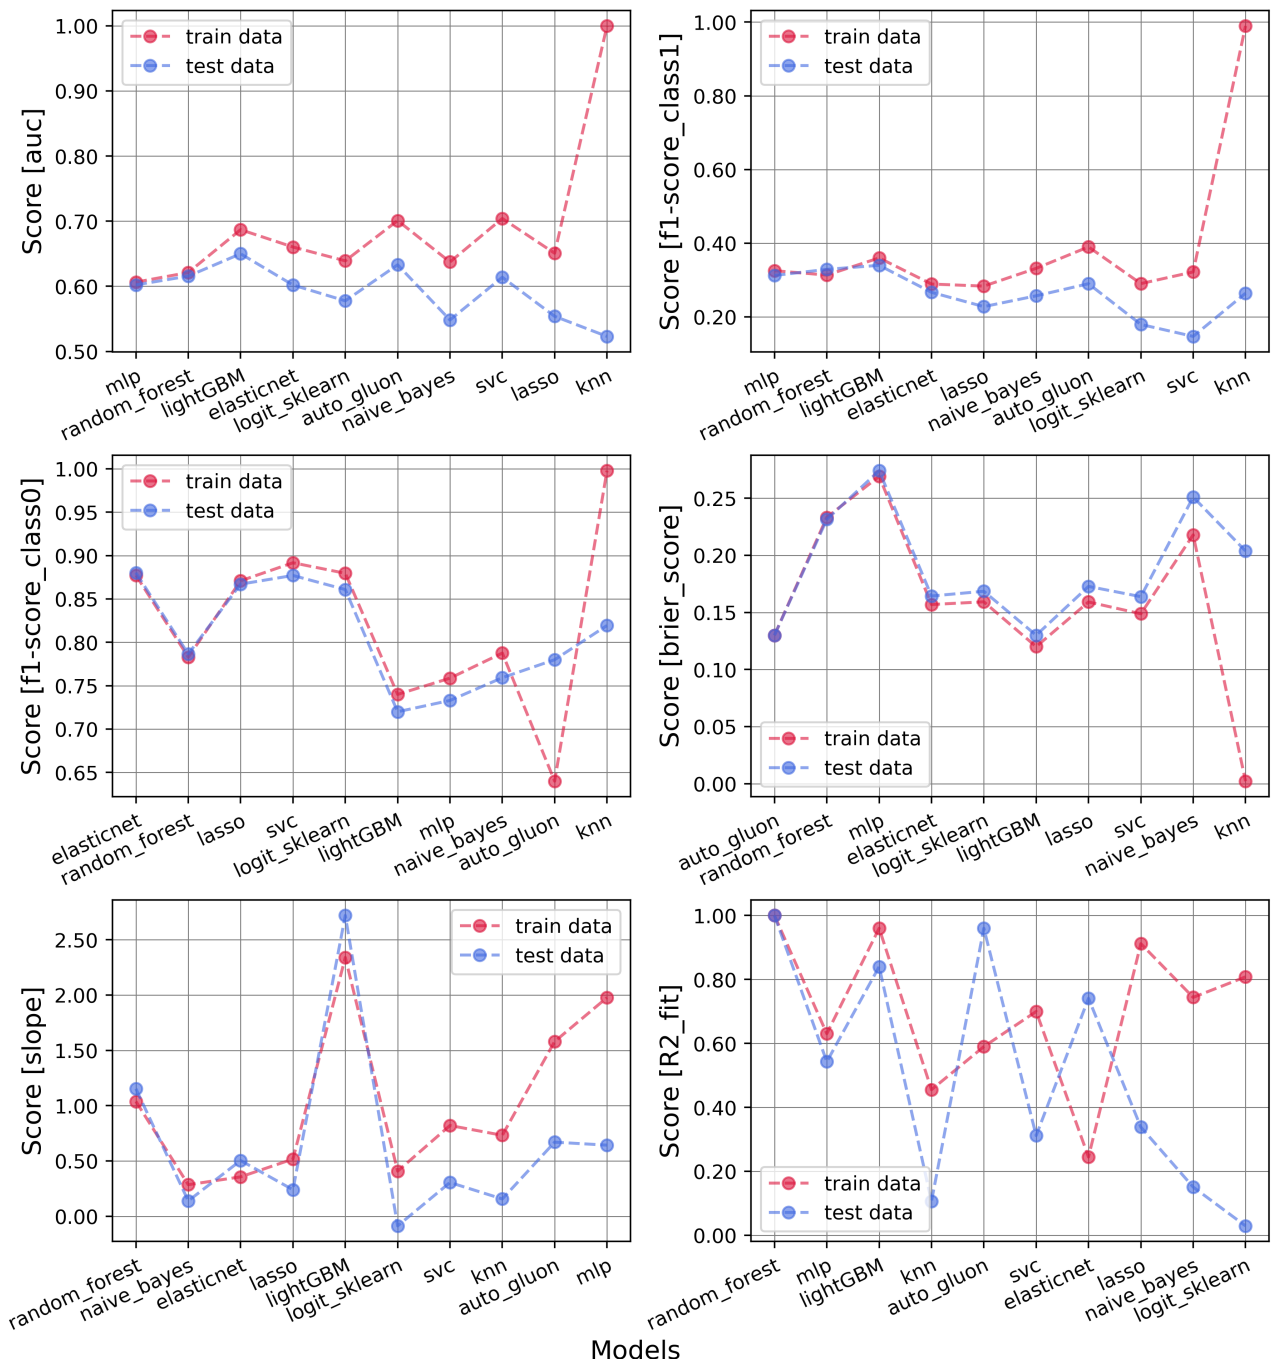 Score [auc]
1.00
0.90
0.80
0.70
0.60
0.50
train data
test data
mlp
random_forest
lightGBM
elasticnet
logit_sklearn
auto_gluon
naive_bayes
svc
lasso
knn
Score [f1-score_class1]
1.00
0.80
0.60
0.40
0.20
train data
test data
mlp
random_forest
lightGBM
elasticnet
lasso
naive_bayes
auto_gluon
logit_sklearn
svc
knn
Score [f1-score_class0]
1.00
0.95
0.90
0.85
0.80
0.75
0.70
0.65
train data
test data
elasticnet
random_forest
lasso
svc
logit_sklearn
lightGBM
mlp
naive_bayes
auto_gluon
knn
Score [brier_score]
0.25
0.20
0.15
0.10
0.05
0.00
train data
test data
auto_gluon
random_forest
mlp
elasticnet
logit_sklearn
lightGBM
lasso
svc
naive_bayes
knn
Score [slope]
2.50
2.00
1.50
1.00
0.50
0.00
train data
test data
random_forest
naive_bayes
elasticnet
lasso
lightGBM
logit_sklearn
svc
knn
auto_gluon
mlp
Score [R2_fit]
1.00
0.80
0.60
0.40
0.20
0.00
train data
test data
random_forest
mlp
lightGBM
knn
auto_gluon
svc
elasticnet
lasso
naive_bayes
logit_sklearn
Models